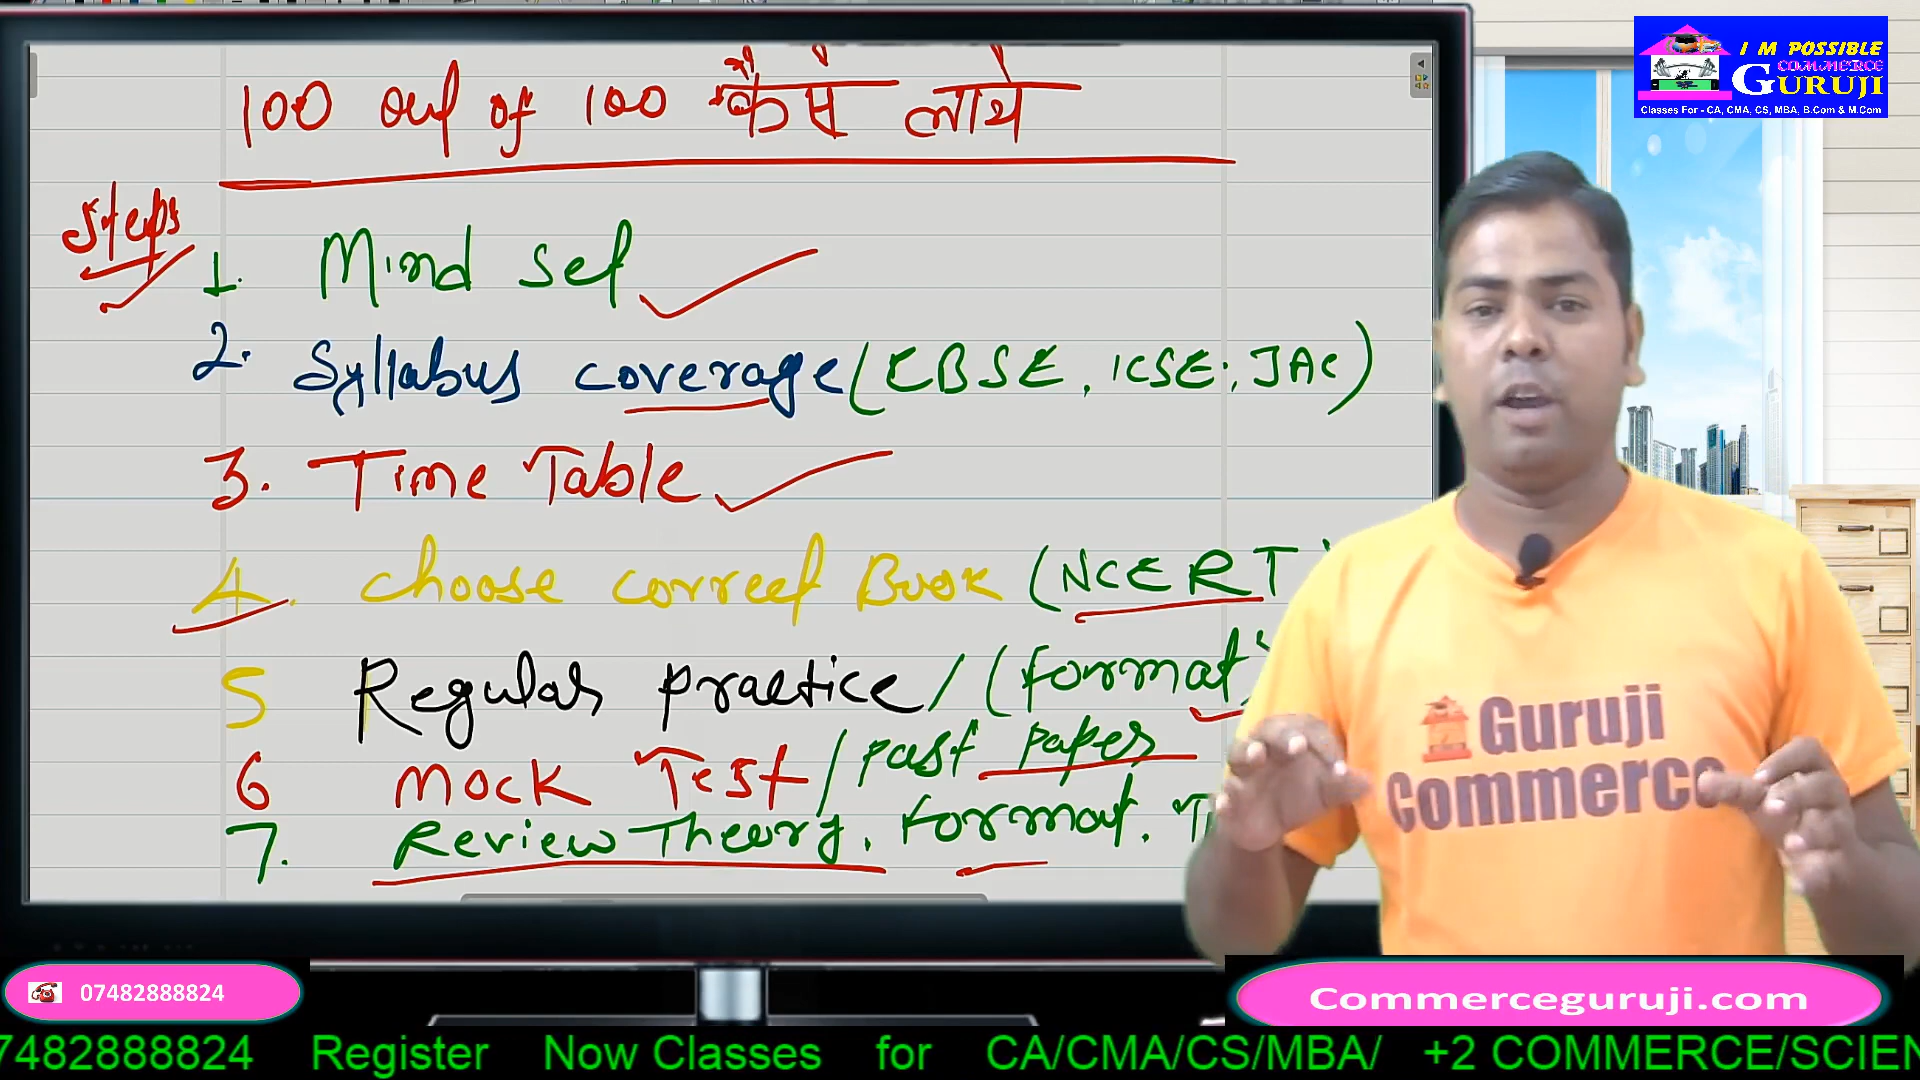 100 out of 100 कैसे लाये
Steps
1. Mind set
2. Syllabus coverage (CBSE, ICSE, JAC)
3. Time Table
4. Choose correct Book (NCERT
5 Regular practice / (format
6 Mock Test / past paper
7. Review Theory, format.
I M POSSIBLE
COMMERCE
GURUJI
Classes For - CA, CMA, CS, MBA, B.Com & M.Com
Guruji
Commerce
07482888824
Commerceguruji.com
7482888824 Register Now Classes for CA/CMA/CS/MBA/ +2 COMMERCE/SCIEN